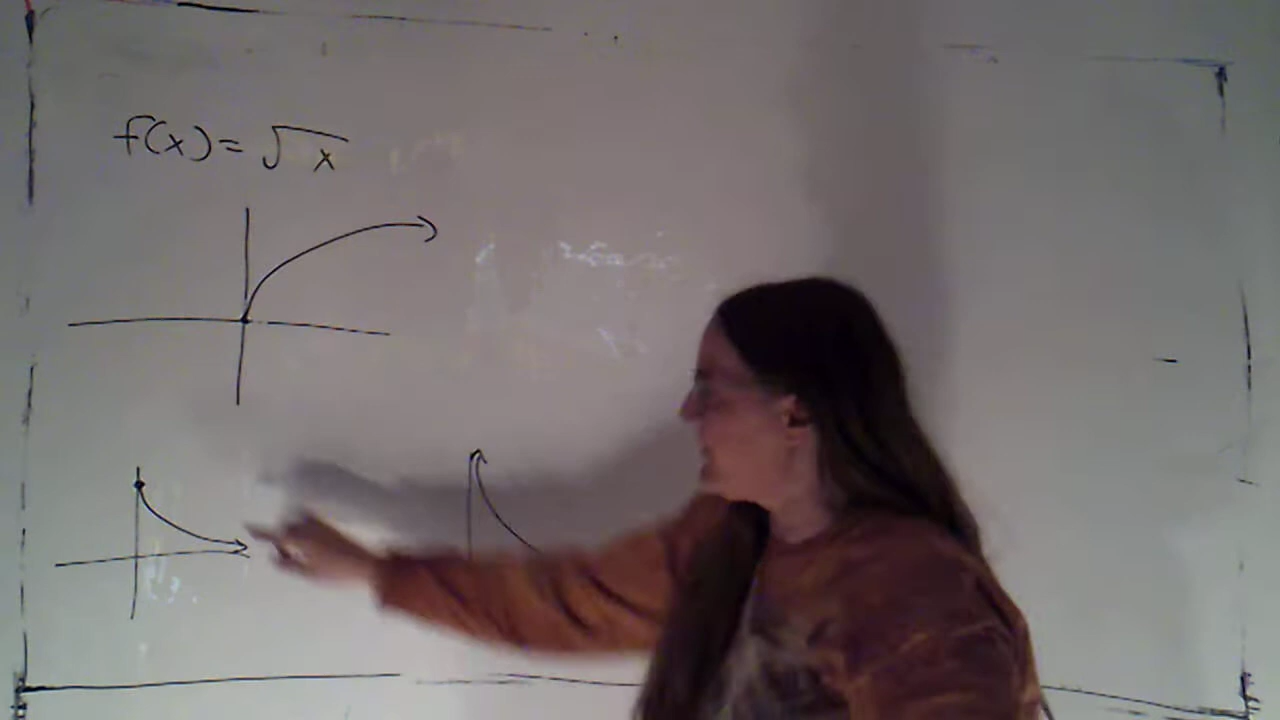 f(x) = √x